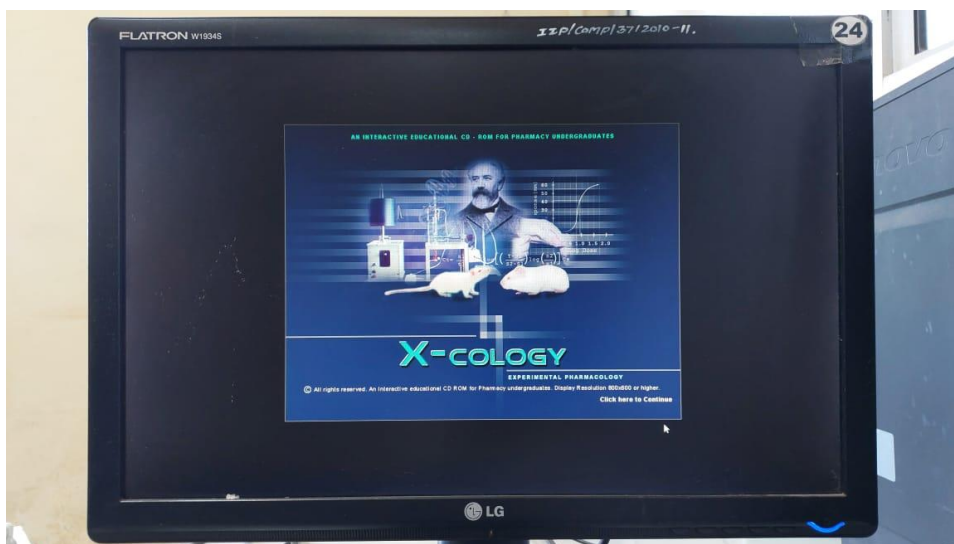 FLATRON W1934S
IIP/Comp/37/2010-11.
24
AN INTERACTIVE EDUCATIONAL CD - ROM FOR PHARMACY UNDERGRADUATES
X-COLOGY
EXPERIMENTAL PHARMACOLOGY
© All rights reserved. An Interactive educational CD ROM for Pharmacy undergraduates. Display Resolution 800x600 or higher.
Click here to Continue
LG